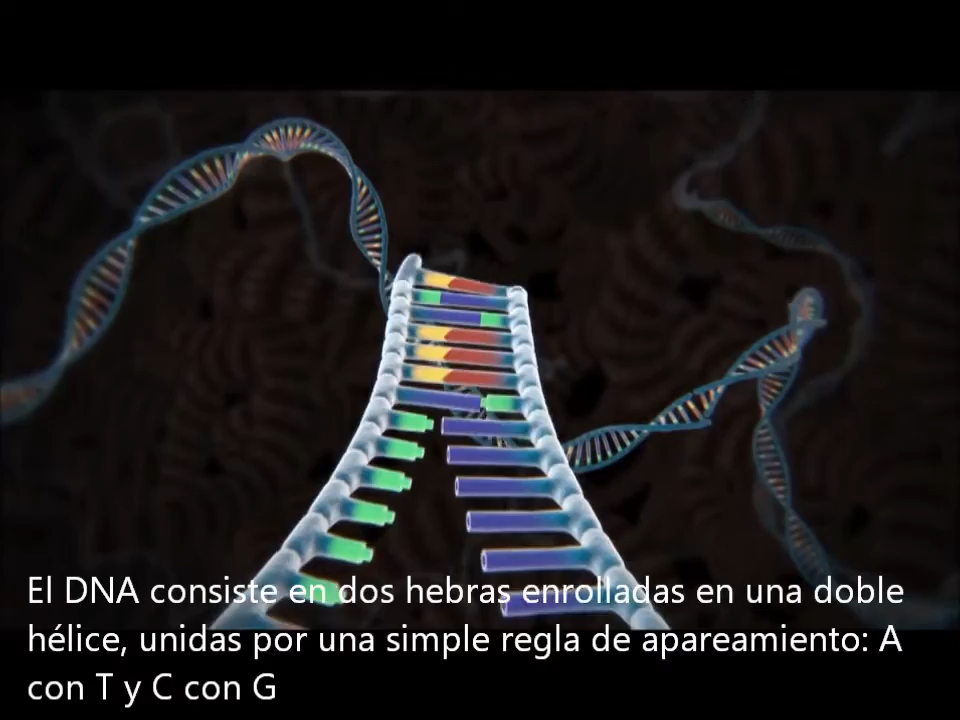 El DNA consiste en dos hebras enrolladas en una doble
hélice, unidas por una simple regla de apareamiento: A
con T y C con G